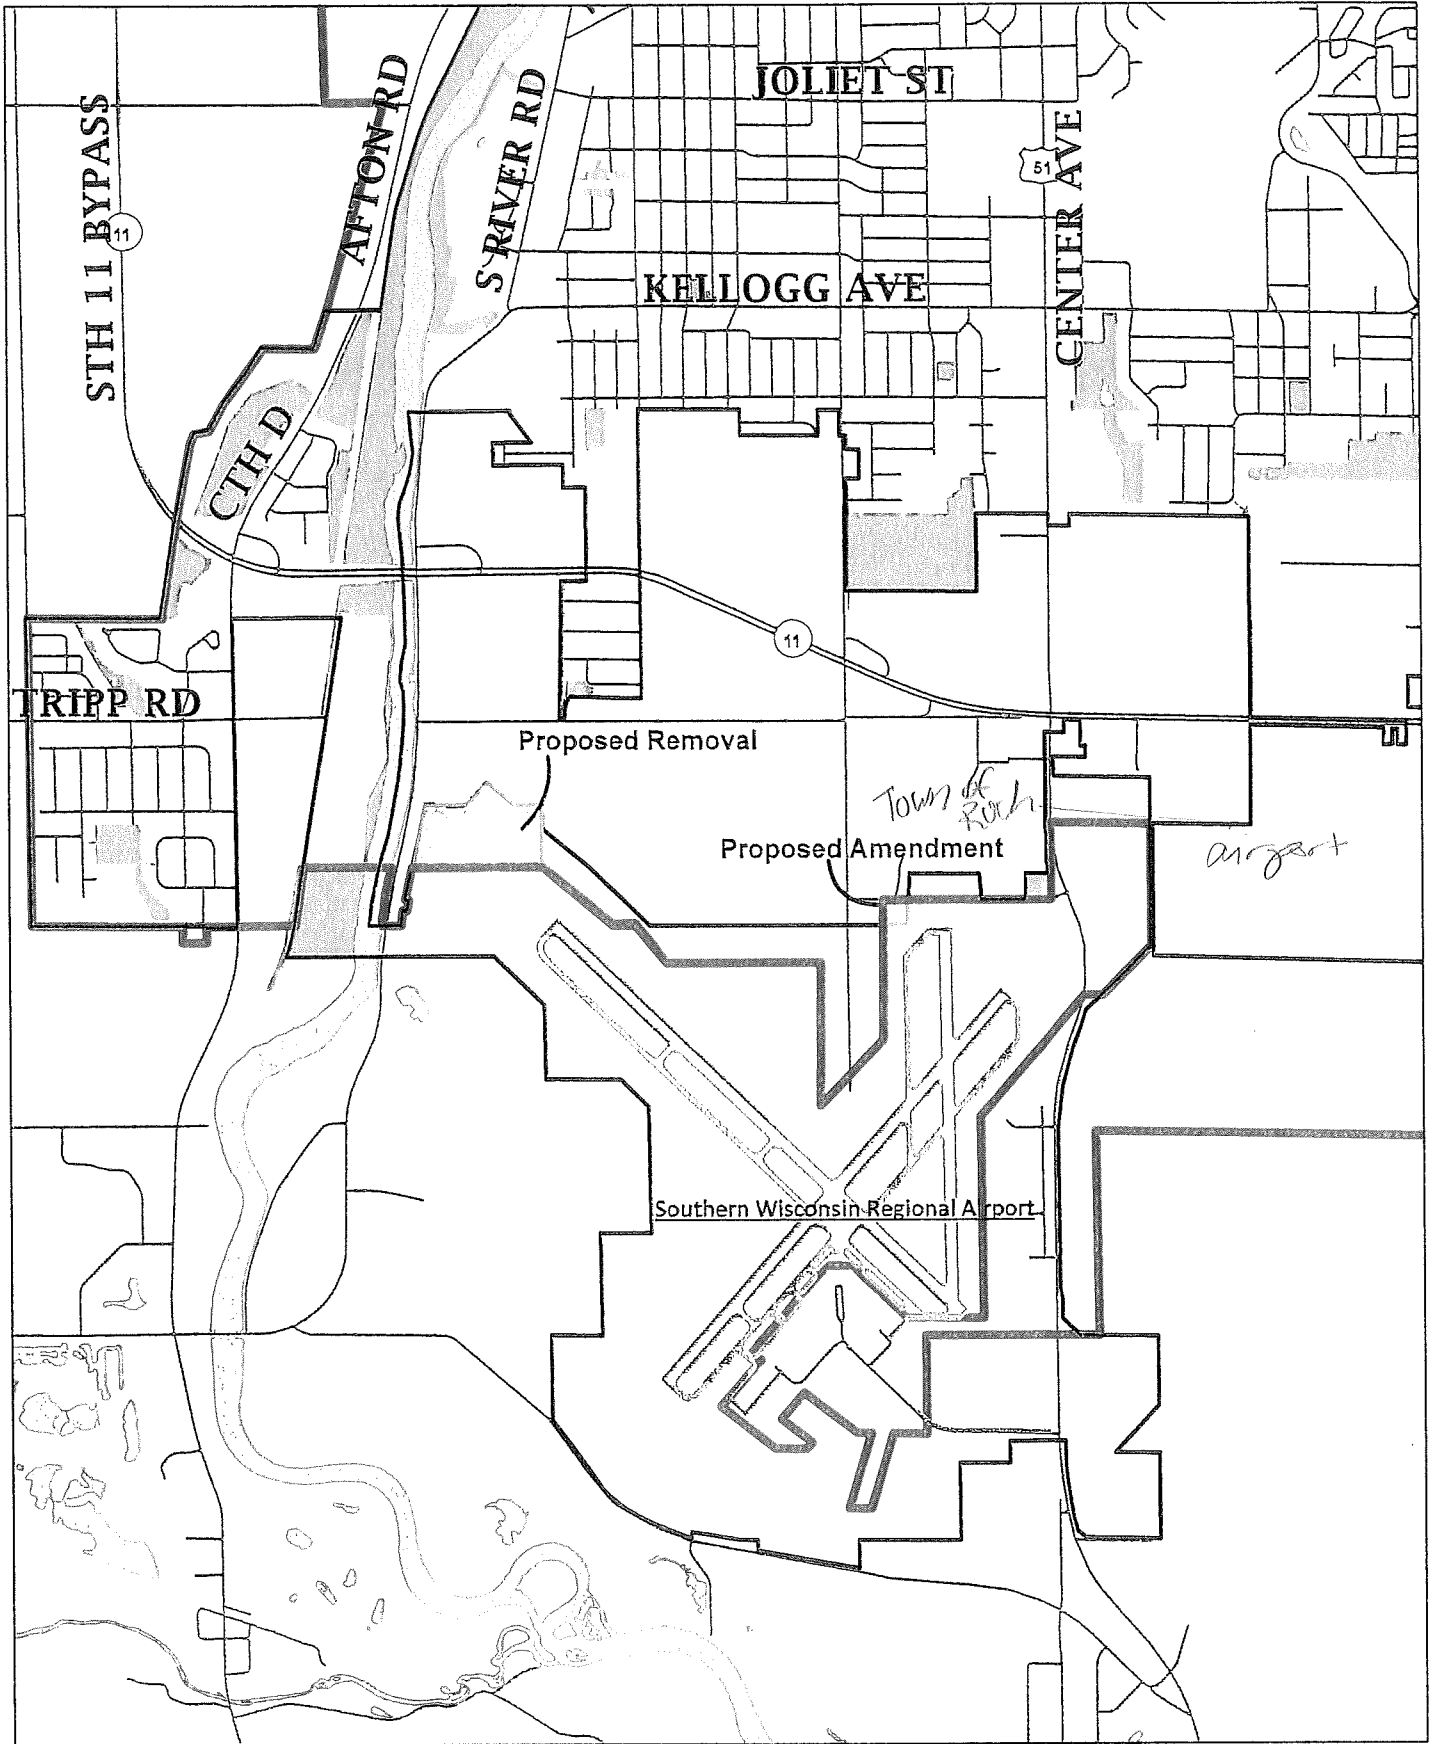 JOLIET ST
STH 11 BYPASS
11
AFTON RD
S RIVER RD
51
CENTER AVE
KELLOGG AVE
CTH D
11
TRIPP RD
Proposed Removal
Town of
Proposed Amendment
airport
Southern Wisconsin Regional Airport